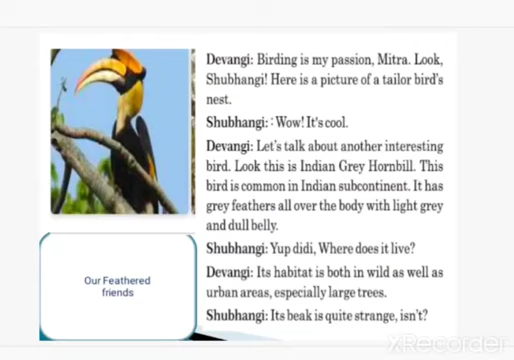 Devangi: Birding is my passion, Mitra. Look,
Shubhangi! Here is a picture of a tailor bird's
nest.
Shubhangi: : Wow! It's cool.
Devangi: Let's talk about another interesting
bird. Look this is Indian Grey Hornbill. This
bird is common in Indian subcontinent. It has
grey feathers all over the body with light grey
and dull belly.
Shubhangi: Yup didi, Where does it live?
Devangi: Its habitat is both in wild as well as
urban areas, especially large trees.
Shubhangi: Its beak is quite strange, isn't?
Our Feathered
friends
XRecorder